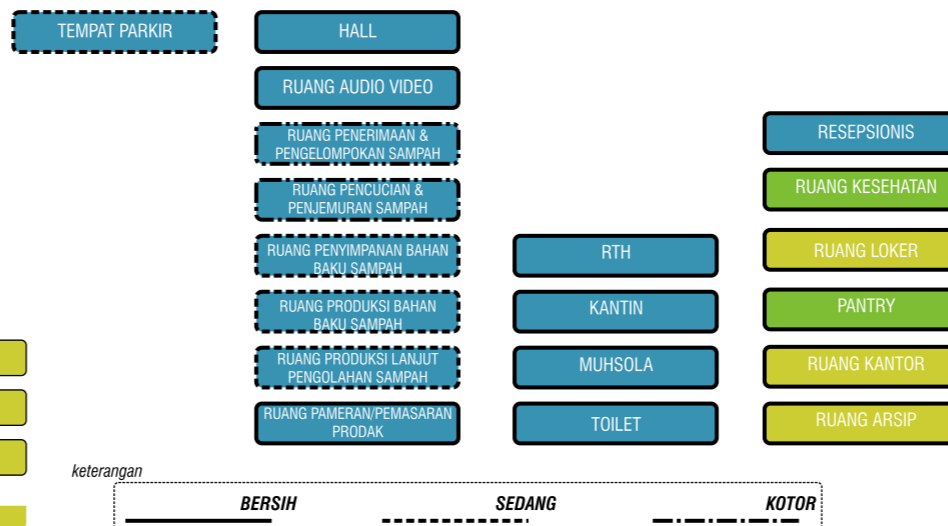 TEMPAT PARKIR
HALL
RUANG AUDIO VIDEO
RUANG PENERIMAAN &
PENGELOMPOKAN SAMPAH
RUANG PENCUCIAN &
PENJEMURAN SAMPAH
RUANG PENYIMPANAN BAHAN
BAKU SAMPAH
RUANG PRODUKSI BAHAN
BAKU SAMPAH
RUANG PRODUKSI LANJUT
PENGOLAHAN SAMPAH
RUANG PAMERAN/PEMASARAN
PRODAK
RTH
KANTIN
MUHSOLA
TOILET
RESEPSIONIS
RUANG KESEHATAN
RUANG LOKER
PANTRY
RUANG KANTOR
RUANG ARSIP
keterangan
BERSIH
SEDANG
KOTOR